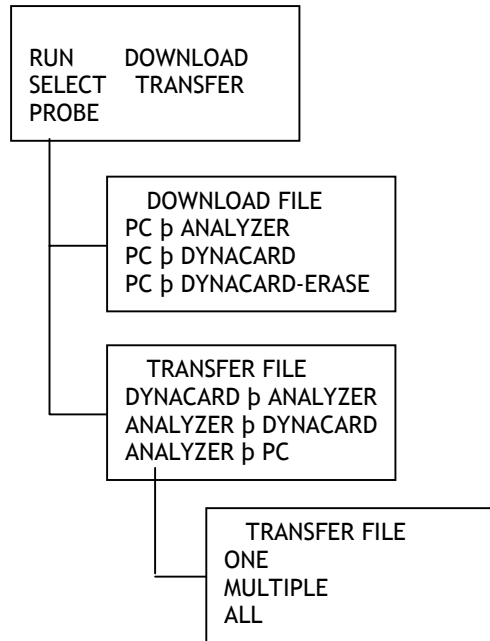 RUN DOWNLOAD
SELECT TRANSFER
PROBE
DOWNLOAD FILE
PC þ ANALYZER
PC þ DYNACARD
PC þ DYNACARD-ERASE
TRANSFER FILE
DYNACARD þ ANALYZER
ANALYZER þ DYNACARD
ANALYZER þ PC
TRANSFER FILE
ONE
MULTIPLE
ALL